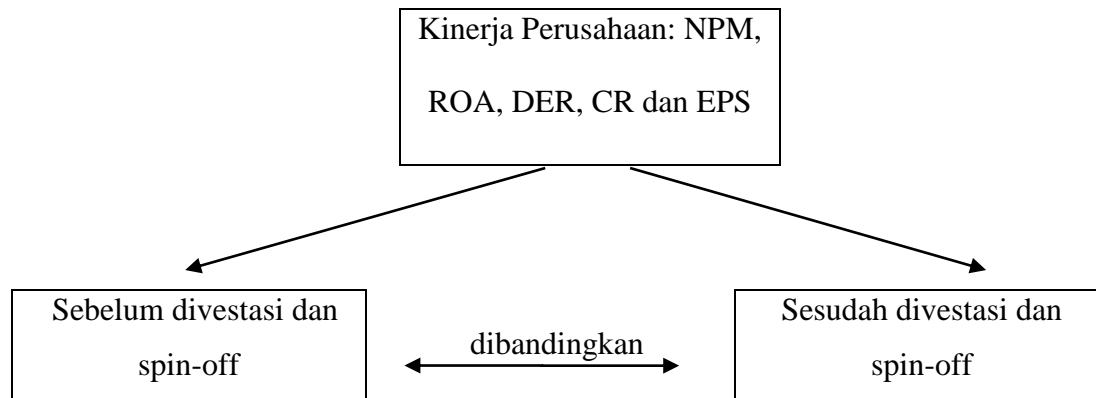 Kinerja Perusahaan: NPM,
ROA, DER, CR dan EPS
Sebelum divestasi dan
spin-off
dibandingkan
Sesudah divestasi dan
spin-off